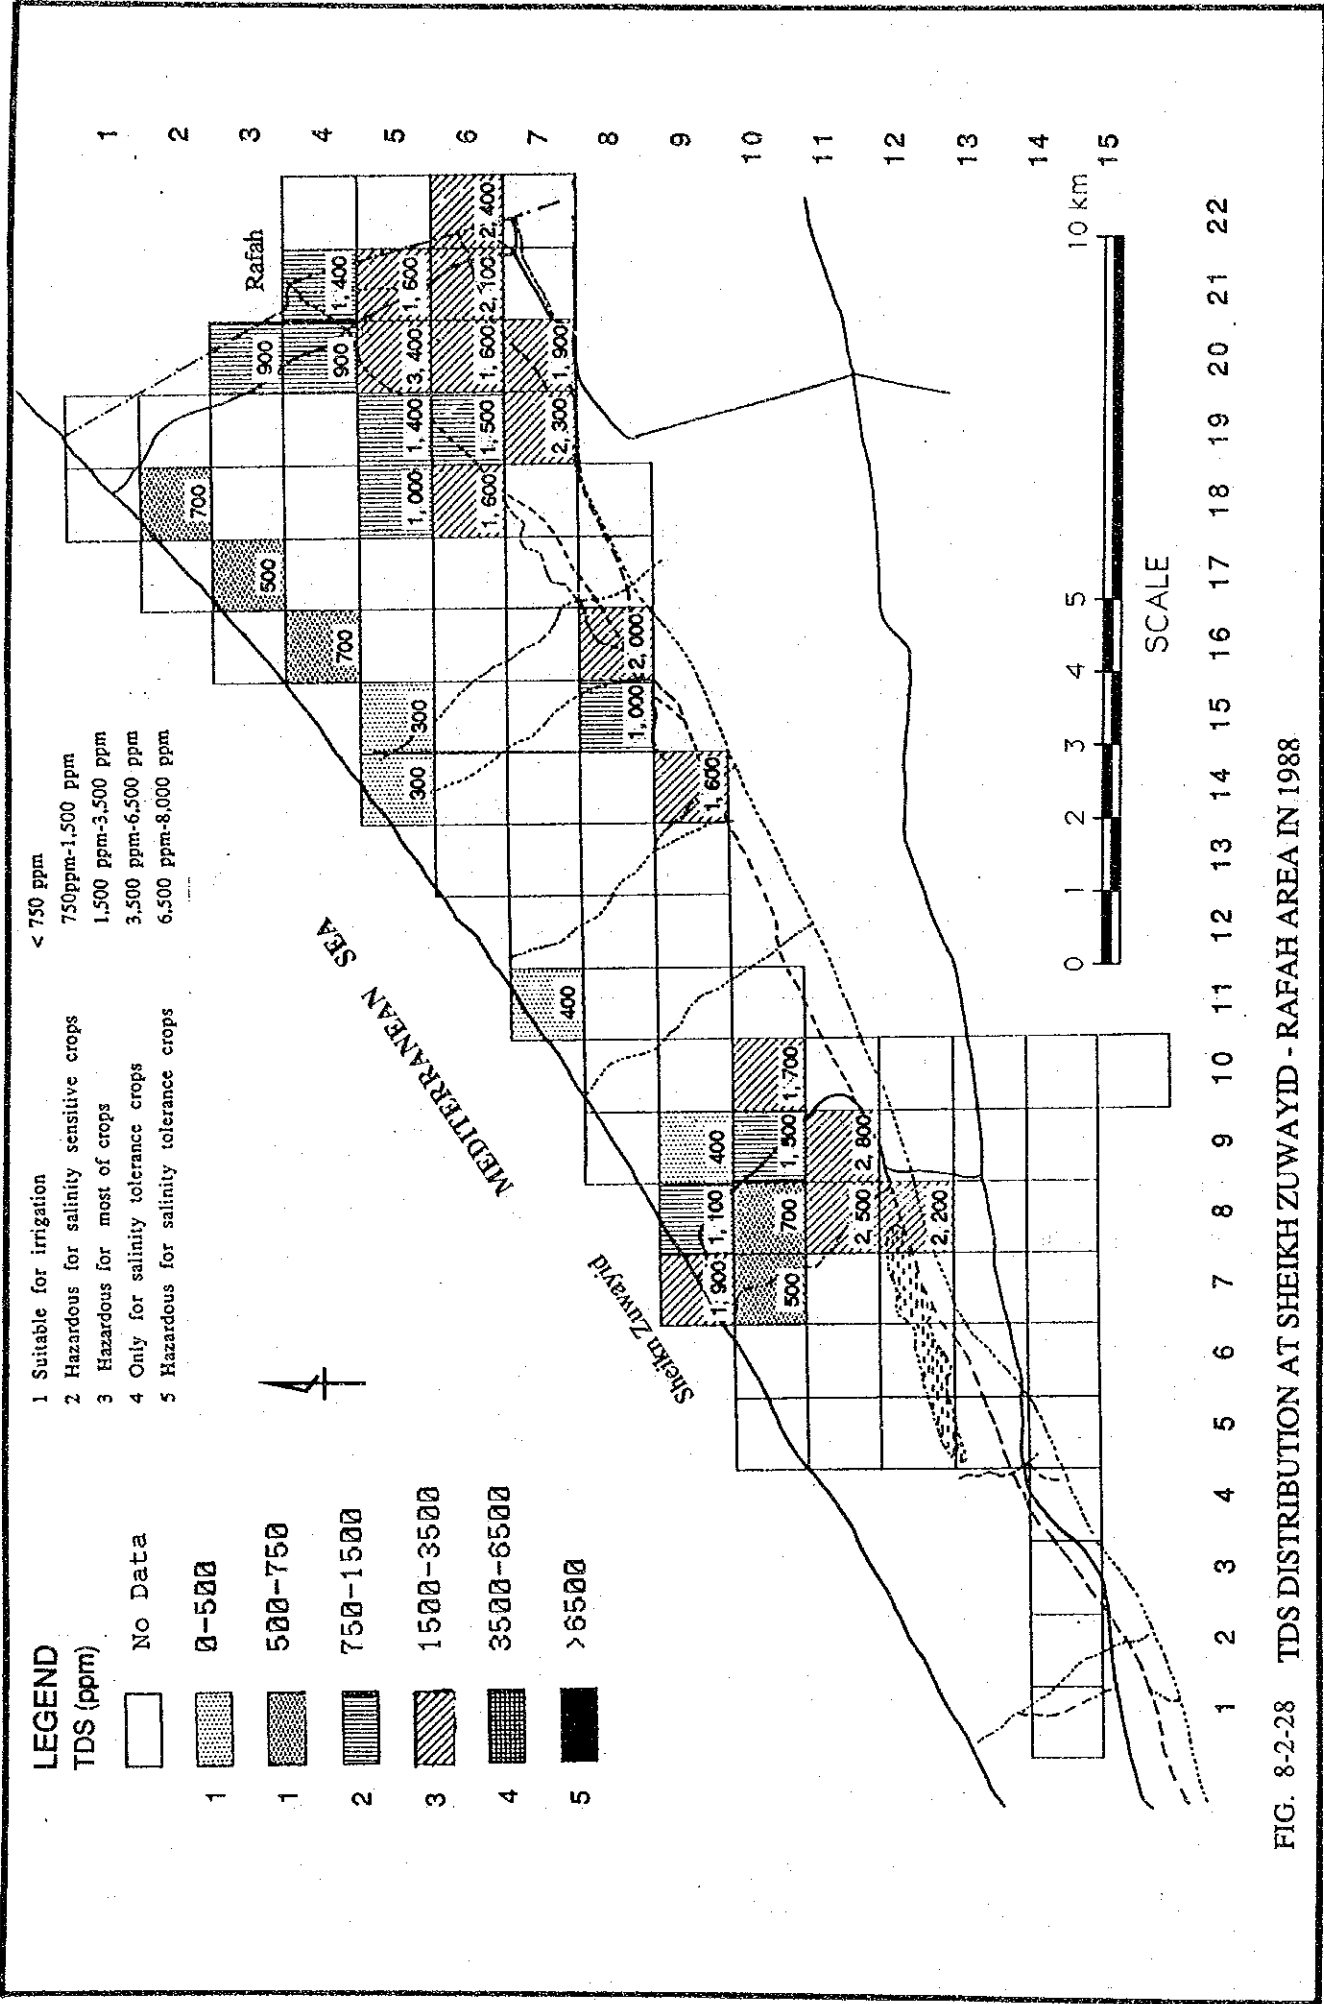 LEGEND
TDS (ppm)
No Data
1 0-500
1 500-750
2 750-1500
3 1500-3500
4 3500-6500
5 >6500
1 Suitable for irrigation < 750 ppm
2 Hazardous for salinity sensitive crops 750ppm-1,500 ppm
3 Hazardous for most of crops 1,500 ppm-3,500 ppm
4 Only for salinity tolerance crops 3,500 ppm-6,500 ppm
5 Hazardous for salinity tolerance crops 6,500 ppm-8,000 ppm
MEDITERRANEAN SEA
Sheikh Zuwayid
Rafah
1
2
700
3
500 900
4
700 900 1,400
5
300 300 1,000 1,400 3,400 1,600
6
1,600 1,500 1,600 2,100 2,400
7
400 2,300 1,900
8
1,000 2,000
9
1,900 1,100 400 1,600
10
500 700 1,500 1,700
11
2,500 2,800
12
2,200
13
14
15
0 1 2 3 4 5 10 km
SCALE
1 2 3 4 5 6 7 8 9 10 11 12 13 14 15 16 17 18 19 20 21 22
FIG. 8-2-28 TDS DISTRIBUTION AT SHEIKH ZUWAYID - RAFAH AREA IN 1988